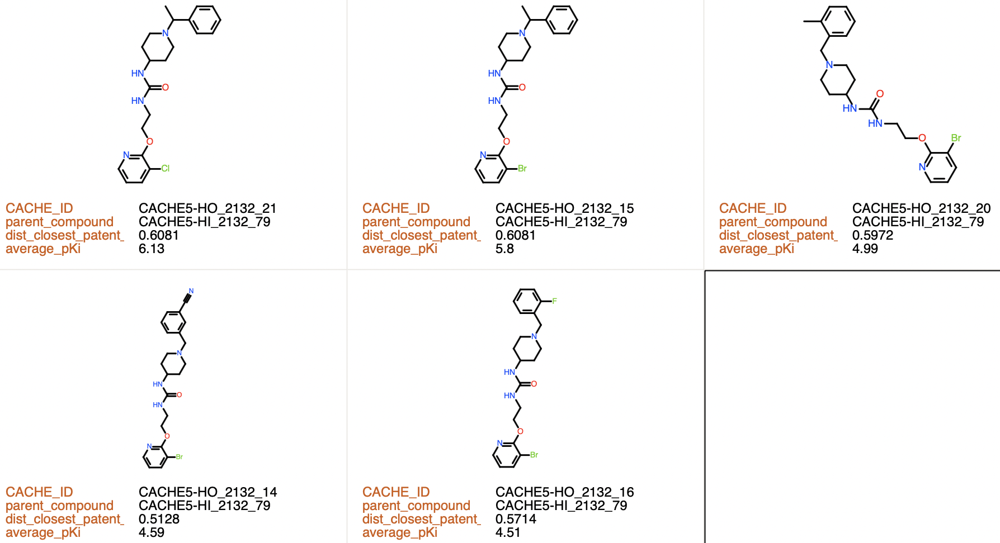 N
HN
O
HN
O
N
Cl
CACHE_ID CACHE5-HO_2132_21
parent_compound CACHE5-HI_2132_79
dist_closest_patent_ 0.6081
average_pKi 6.13
N
HN
O
HN
O
N
Br
CACHE_ID CACHE5-HO_2132_15
parent_compound CACHE5-HI_2132_79
dist_closest_patent_ 0.6081
average_pKi 5.8
N
O
HN
HN
O
Br
N
CACHE_ID CACHE5-HO_2132_20
parent_compound CACHE5-HI_2132_79
dist_closest_patent_ 0.5972
average_pKi 4.99
N
N
HN
O
HN
O
N
Br
CACHE_ID CACHE5-HO_2132_14
parent_compound CACHE5-HI_2132_79
dist_closest_patent_ 0.5128
average_pKi 4.59
F
N
HN
O
HN
O
N
Br
CACHE_ID CACHE5-HO_2132_16
parent_compound CACHE5-HI_2132_79
dist_closest_patent_ 0.5714
average_pKi 4.51